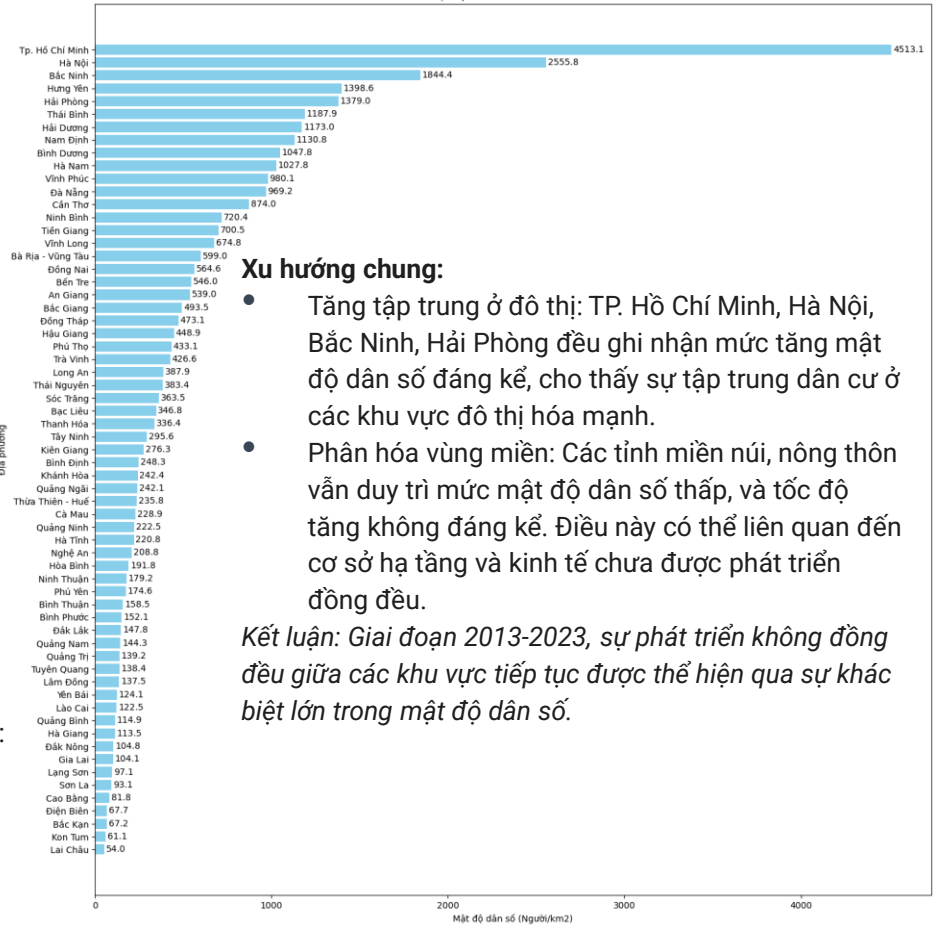 Tp. Hồ Chí Minh 4513.1
Hà Nội 2555.8
Bắc Ninh 1844.4
Hưng Yên 1398.6
Hải Phòng 1379.0
Thái Bình 1187.9
Hải Dương 1173.0
Nam Định 1130.8
Bình Dương 1047.8
Hà Nam 1027.8
Vĩnh Phúc 980.1
Đà Nẵng 969.2
Cần Thơ 874.0
Ninh Bình 720.4
Tiền Giang 700.5
Vĩnh Long 674.8
Bà Rịa - Vũng Tàu 599.0
Đồng Nai 564.6
Bến Tre 546.0
An Giang 539.0
Bắc Giang 493.5
Đồng Tháp 473.1
Hậu Giang 448.9
Phú Thọ 433.1
Trà Vinh 426.6
Long An 387.9
Thái Nguyên 383.4
Sóc Trăng 363.5
Bạc Liêu 346.8
Thanh Hóa 336.4
Tây Ninh 295.6
Kiên Giang 276.3
Bình Định 248.3
Khánh Hòa 242.4
Quảng Ngãi 242.1
Thừa Thiên - Huế 235.8
Cà Mau 228.9
Quảng Ninh 222.5
Hà Tĩnh 220.8
Nghệ An 208.8
Hòa Bình 191.8
Ninh Thuận 179.2
Phú Yên 174.6
Bình Thuận 158.5
Bình Phước 152.1
Đắk Lắk 147.8
Quảng Nam 144.3
Quảng Trị 139.2
Tuyên Quang 138.4
Lâm Đồng 137.5
Yên Bái 124.1
Lào Cai 122.5
Quảng Bình 114.9
Hà Giang 113.5
Đắk Nông 104.8
Gia Lai 104.1
Lạng Sơn 97.1
Sơn La 93.1
Cao Bằng 81.8
Điện Biên 67.7
Bắc Kạn 67.2
Kon Tum 61.1
Lai Châu 54.0
Địa phương
0 1000 2000 3000 4000
Mật độ dân số (Người/km2)
Xu hướng chung:
● Tăng tập trung ở đô thị: TP. Hồ Chí Minh, Hà Nội,
Bắc Ninh, Hải Phòng đều ghi nhận mức tăng mật
độ dân số đáng kể, cho thấy sự tập trung dân cư ở
các khu vực đô thị hóa mạnh.
● Phân hóa vùng miền: Các tỉnh miền núi, nông thôn
vẫn duy trì mức mật độ dân số thấp, và tốc độ
tăng không đáng kể. Điều này có thể liên quan đến
cơ sở hạ tầng và kinh tế chưa được phát triển
đồng đều.
Kết luận: Giai đoạn 2013-2023, sự phát triển không đồng
đều giữa các khu vực tiếp tục được thể hiện qua sự khác
biệt lớn trong mật độ dân số.
: